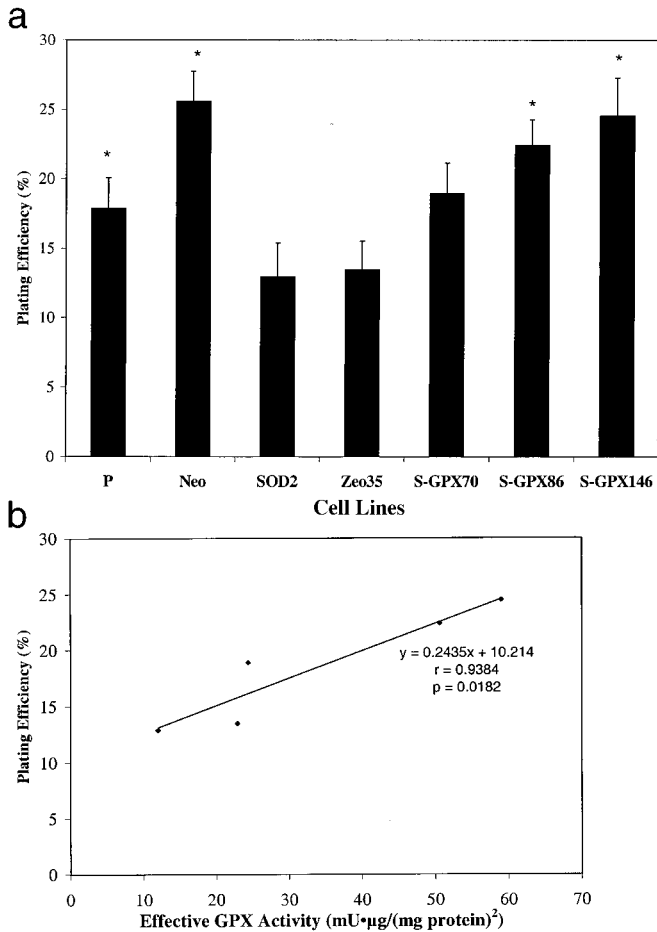 a
30
25
20
15
10
5
0
Plating Efficiency (%)
*
*
*
*
P Neo SOD2 Zeo35 S-GPX70 S-GPX86 S-GPX146
Cell Lines
b
30
25
20
15
10
5
0
Plating Efficiency (%)
y = 0.2435x + 10.214
r = 0.9384
p = 0.0182
0 10 20 30 40 50 60 70
Effective GPX Activity (mU•µg/(mg protein)²)